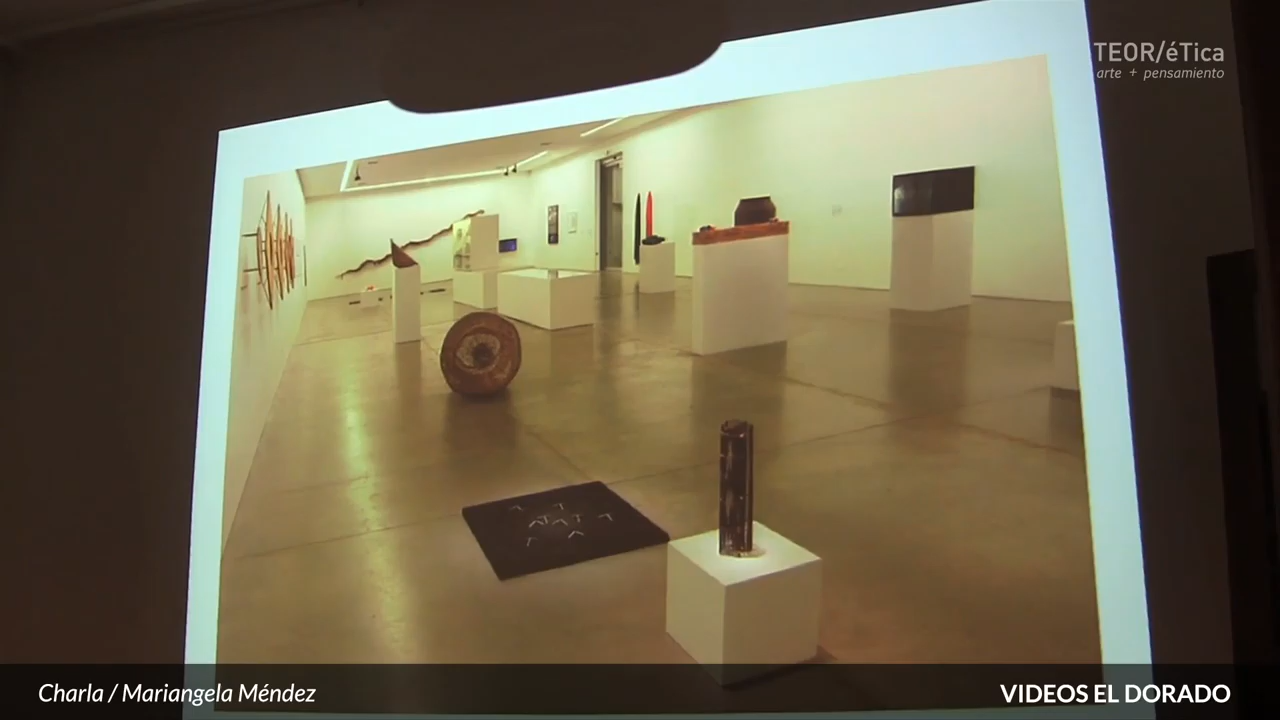 TEOR/éTica
arte + pensamiento
Charla / Mariangela Méndez
VIDEOS EL DORADO